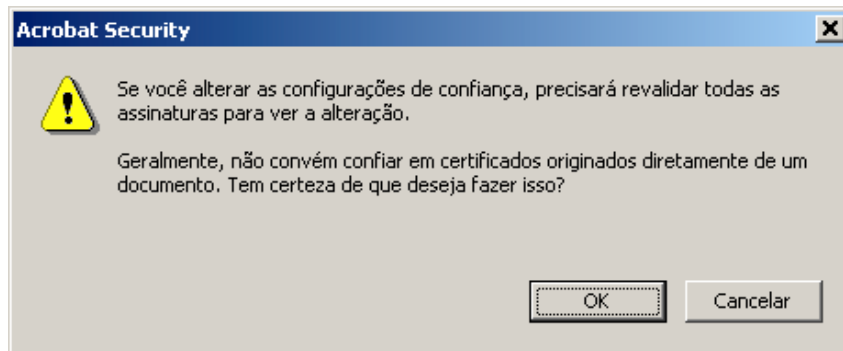 Acrobat Security
Se você alterar as configurações de confiança, precisará revalidar todas as
assinaturas para ver a alteração.
Geralmente, não convém confiar em certificados originados diretamente de um
documento. Tem certeza de que deseja fazer isso?
OK
Cancelar